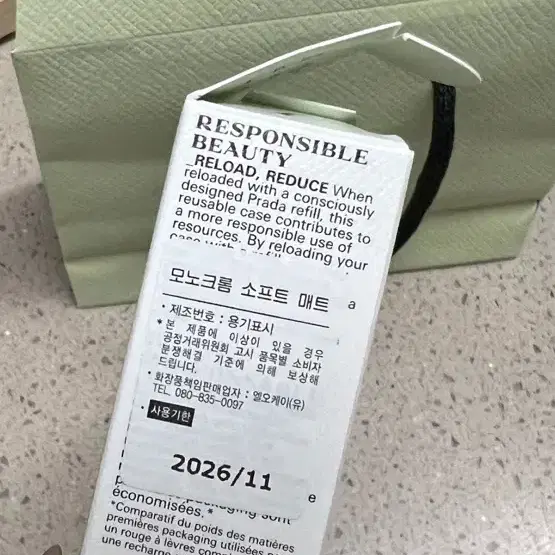 RESPONSIBLE
BEAUTY
_RELOAD, REDUCE When
reloaded with a consciously
designed Prada refill, this
reusable case contributes to
a more responsible use of
resources. By reloading your
모노크롬 소프트 매트 a
• 제조번호 : 용기표시
* 본 제품에 이상이 있을 경우
공정거래위원회 고시 품목별 소비자
분쟁해결 기준에 의해 보상해
드립니다.
• 화장품책임판매업자 : 엘오케이(유)
TEL. 080-835-0097
• 사용기한
2026/11
e
économisées.*
*Comparatif du poids des matières
premières packaging utilisées
un rouge à lèvres
une recharge